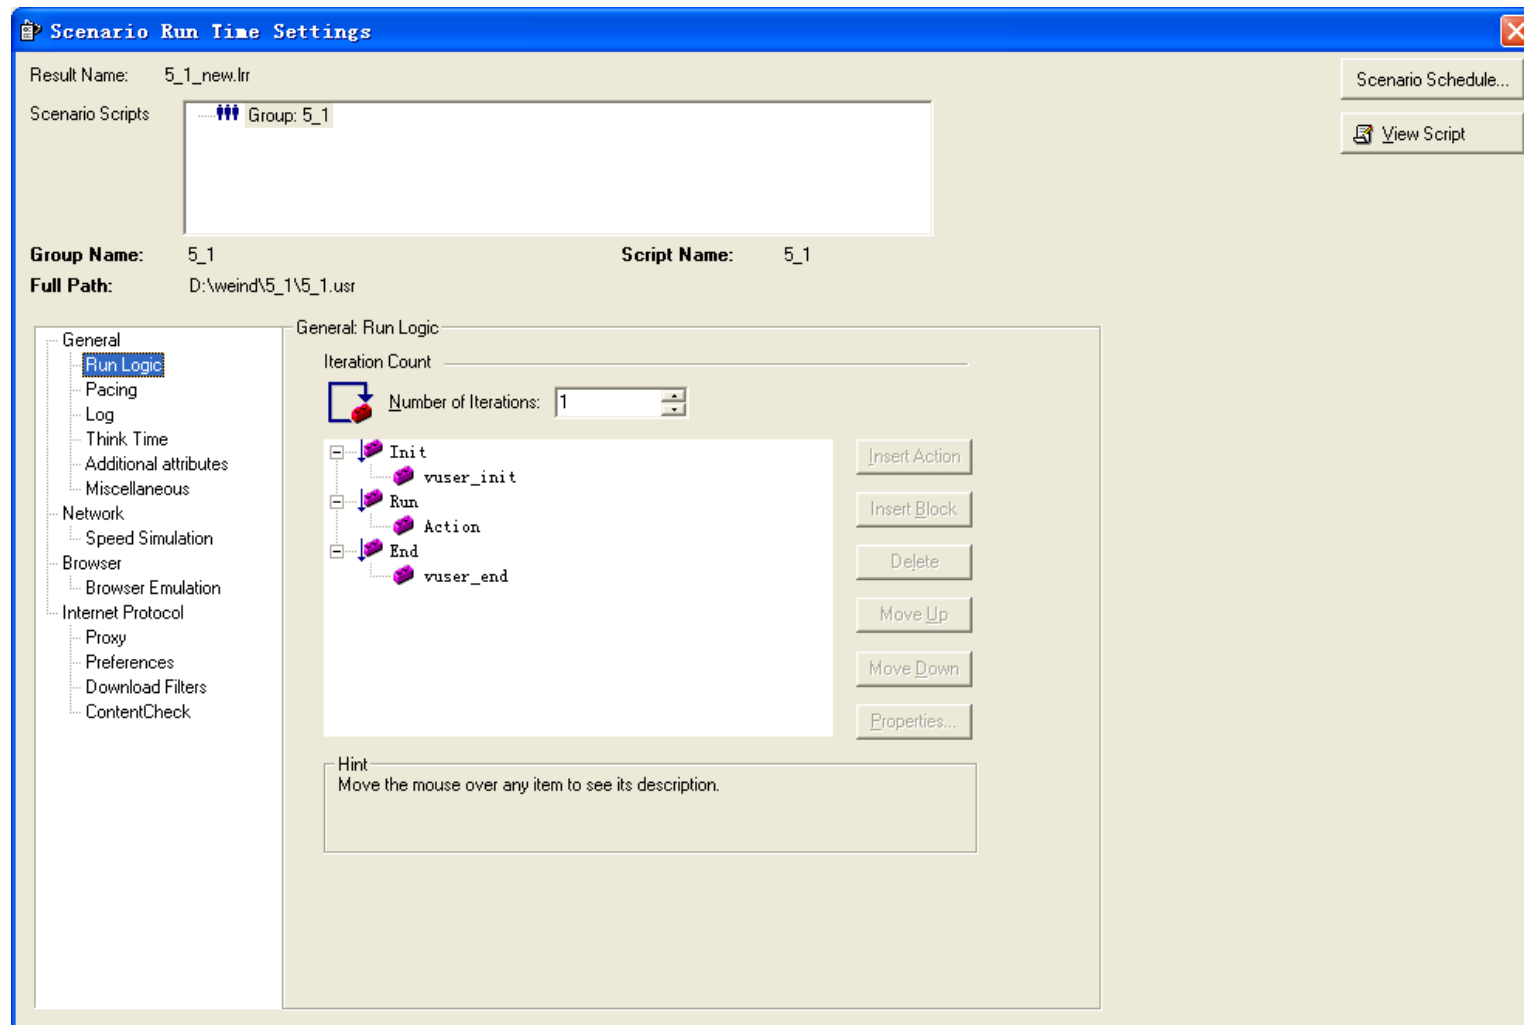 Scenario Run Time Settings
Result Name: 5_1_new.lrr
Scenario Schedule...
Scenario Scripts
Group: 5_1
View Script
Group Name: 5_1 Script Name: 5_1
Full Path: D:\weind\5_1\5_1.usr
General
Run Logic
Pacing
Log
Think Time
Additional attributes
Miscellaneous
Network
Speed Simulation
Browser
Browser Emulation
Internet Protocol
Proxy
Preferences
Download Filters
ContentCheck
General: Run Logic
Iteration Count
Number of Iterations: 1
Init
vuser_init
Run
Action
End
vuser_end
Insert Action
Insert Block
Delete
Move Up
Move Down
Properties...
Hint
Move the mouse over any item to see its description.